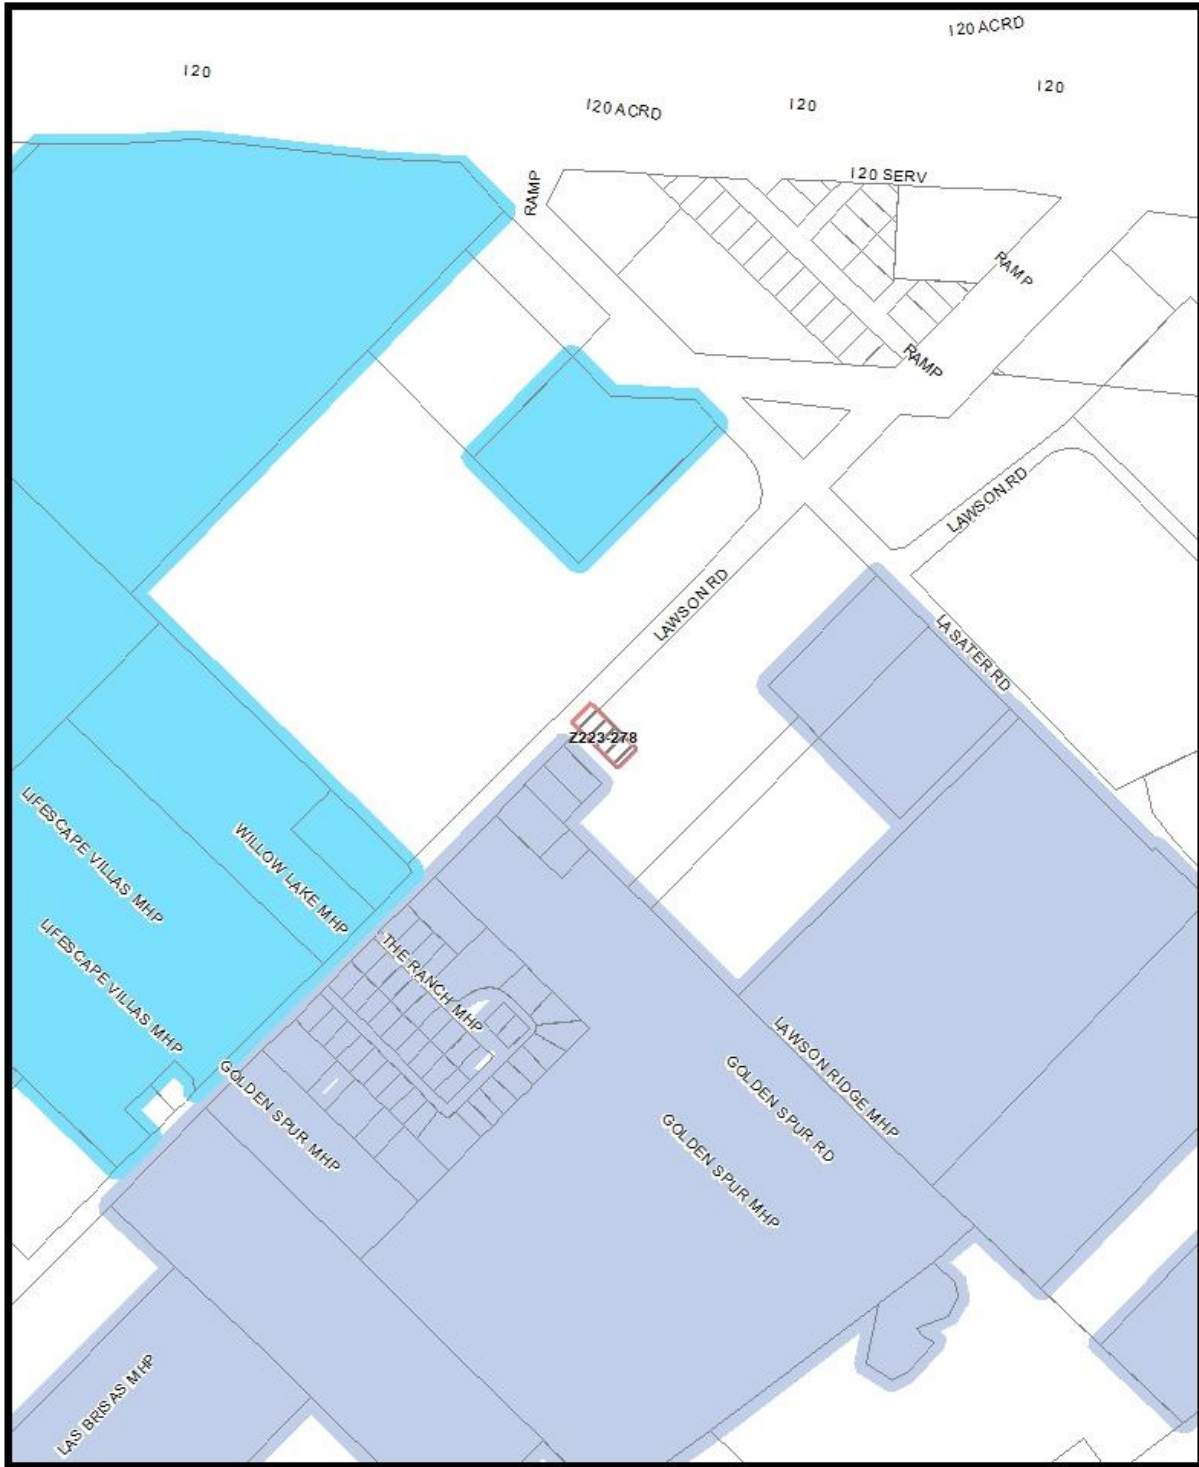 I20 ACRD
I20
I20
I20 ACRD
I20
I20 SERV
RAMP
RAMP
RAMP
LAWSON RD
LAWSON RD
LASATER RD
Z223-278
LIFESCAPE VILLAS MHP
WILLOW LAKE MHP
LIFESCAPE VILLAS MHP
THE RANCH MHP
GOLDEN SPUR MHP
LAWSON RIDGE MHP
GOLDEN SPUR RD
GOLDEN SPUR MHP
LAS BRISAS MHP